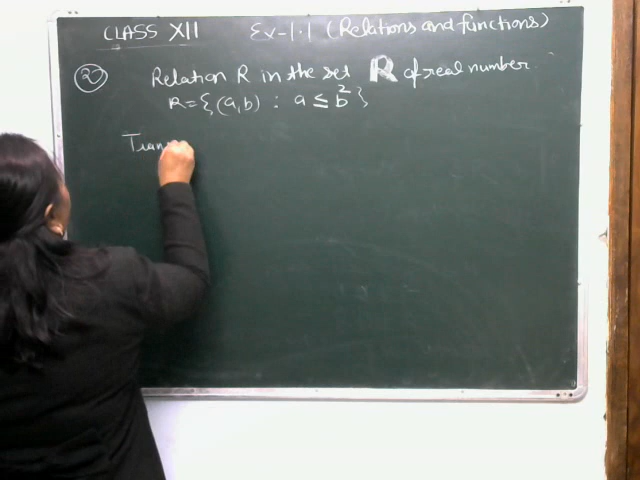 CLASS XII Ex-1.1 (Relations and functions)
2 Relation R in the set R of real number.
R = {(a,b) : a ≤ b²}
Tran